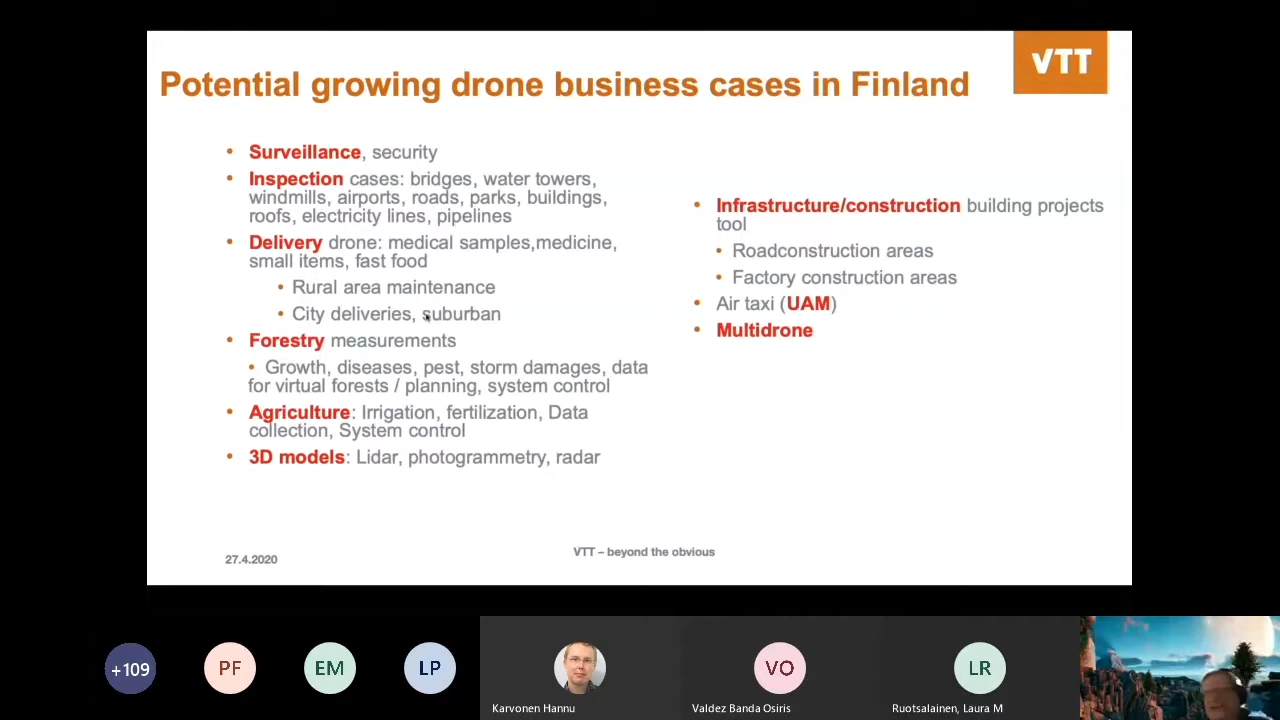 VTT
Potential growing drone business cases in Finland
• Surveillance, security
• Inspection cases: bridges, water towers,
windmills, airports, roads, parks, buildings,
roofs, electricity lines, pipelines
• Delivery drone: medical samples,medicine,
small items, fast food
• Rural area maintenance
• City deliveries, suburban
• Forestry measurements
• Growth, diseases, pest, storm damages, data
for virtual forests / planning, system control
• Agriculture: Irrigation, fertilization, Data
collection, System control
• 3D models: Lidar, photogrammetry, radar
• Infrastructure/construction building projects
tool
• Roadconstruction areas
• Factory construction areas
• Air taxi (UAM)
• Multidrone
27.4.2020
VTT – beyond the obvious
+109
PF
EM
LP
Karvonen Hannu
VO
Valdez Banda Osiris
LR
Ruotsalainen, Laura M